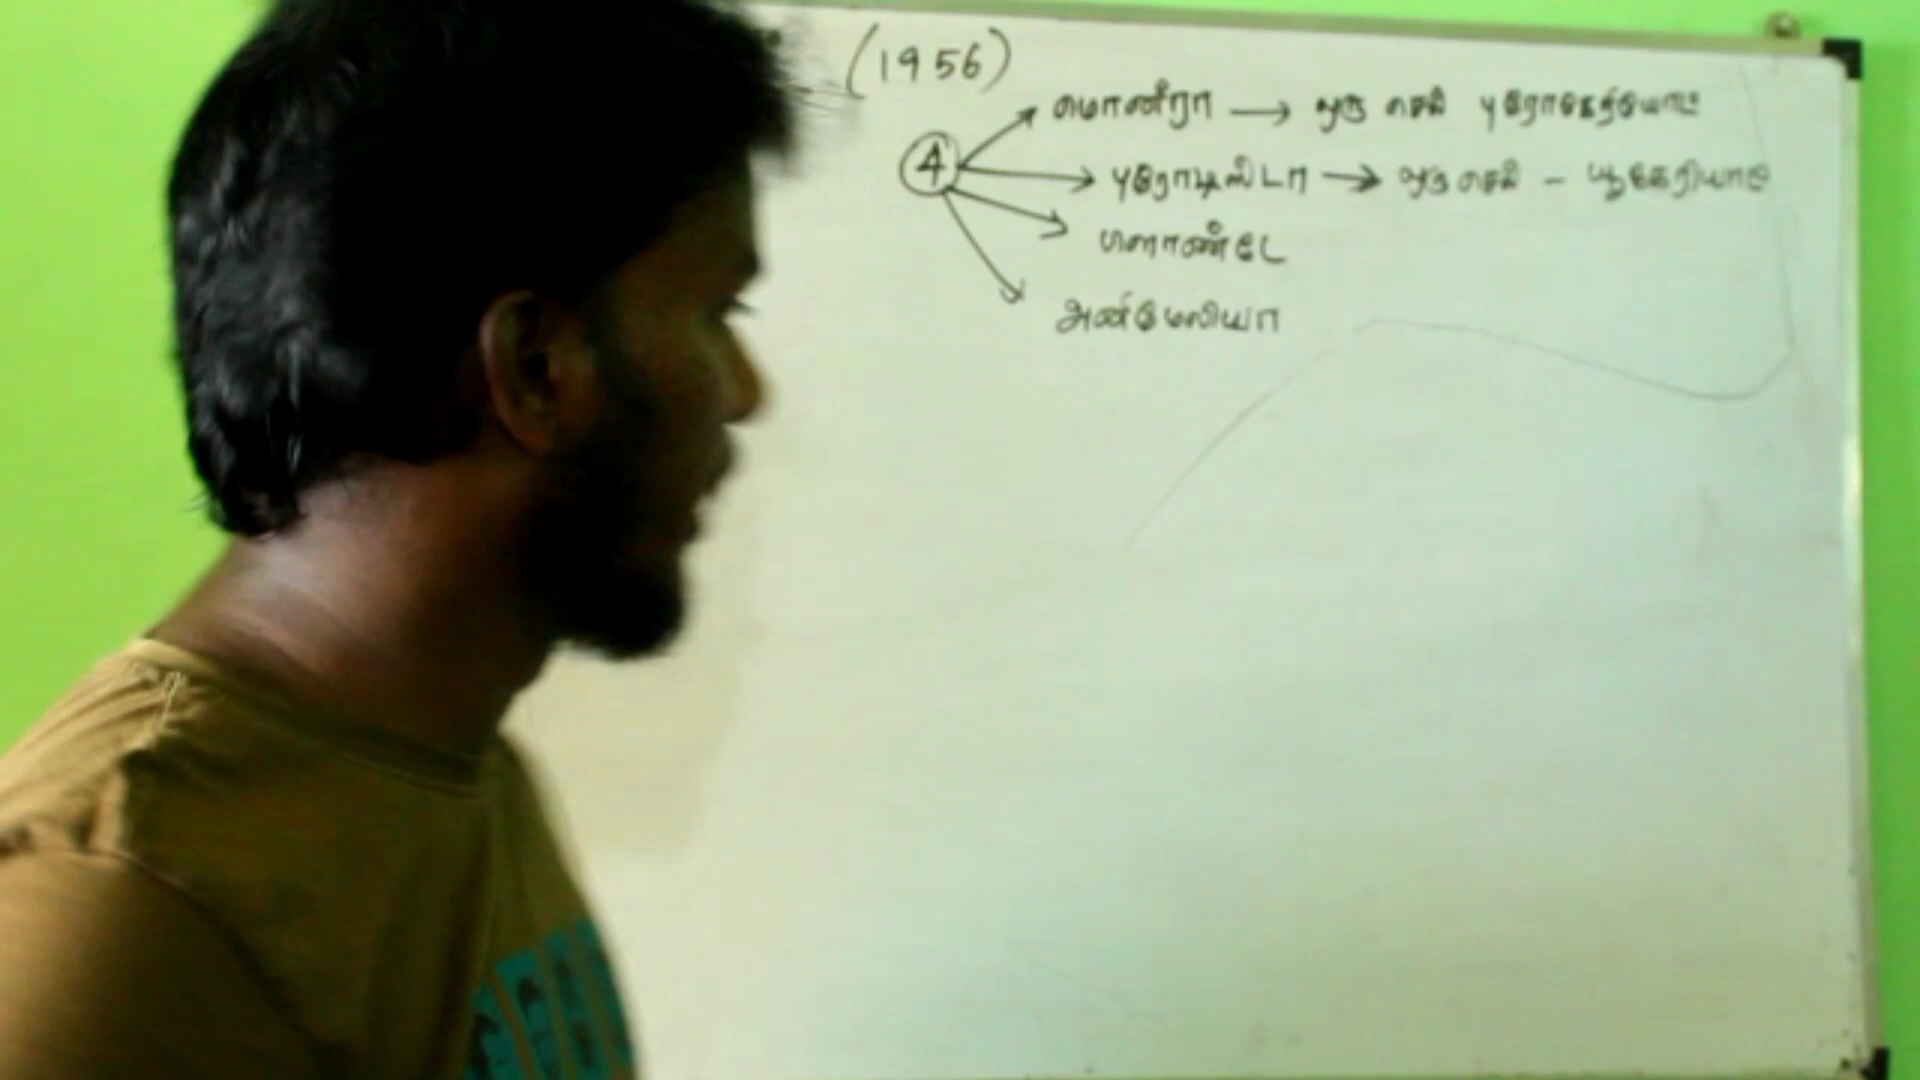 (1956)
மொனிரா → ஒரு செல் புரோகேரியோட்
④ → புரோடிஸ்டா → ஒரு செல் – யூகேரியாட்
பிளாண்டே
அனிமேலியா